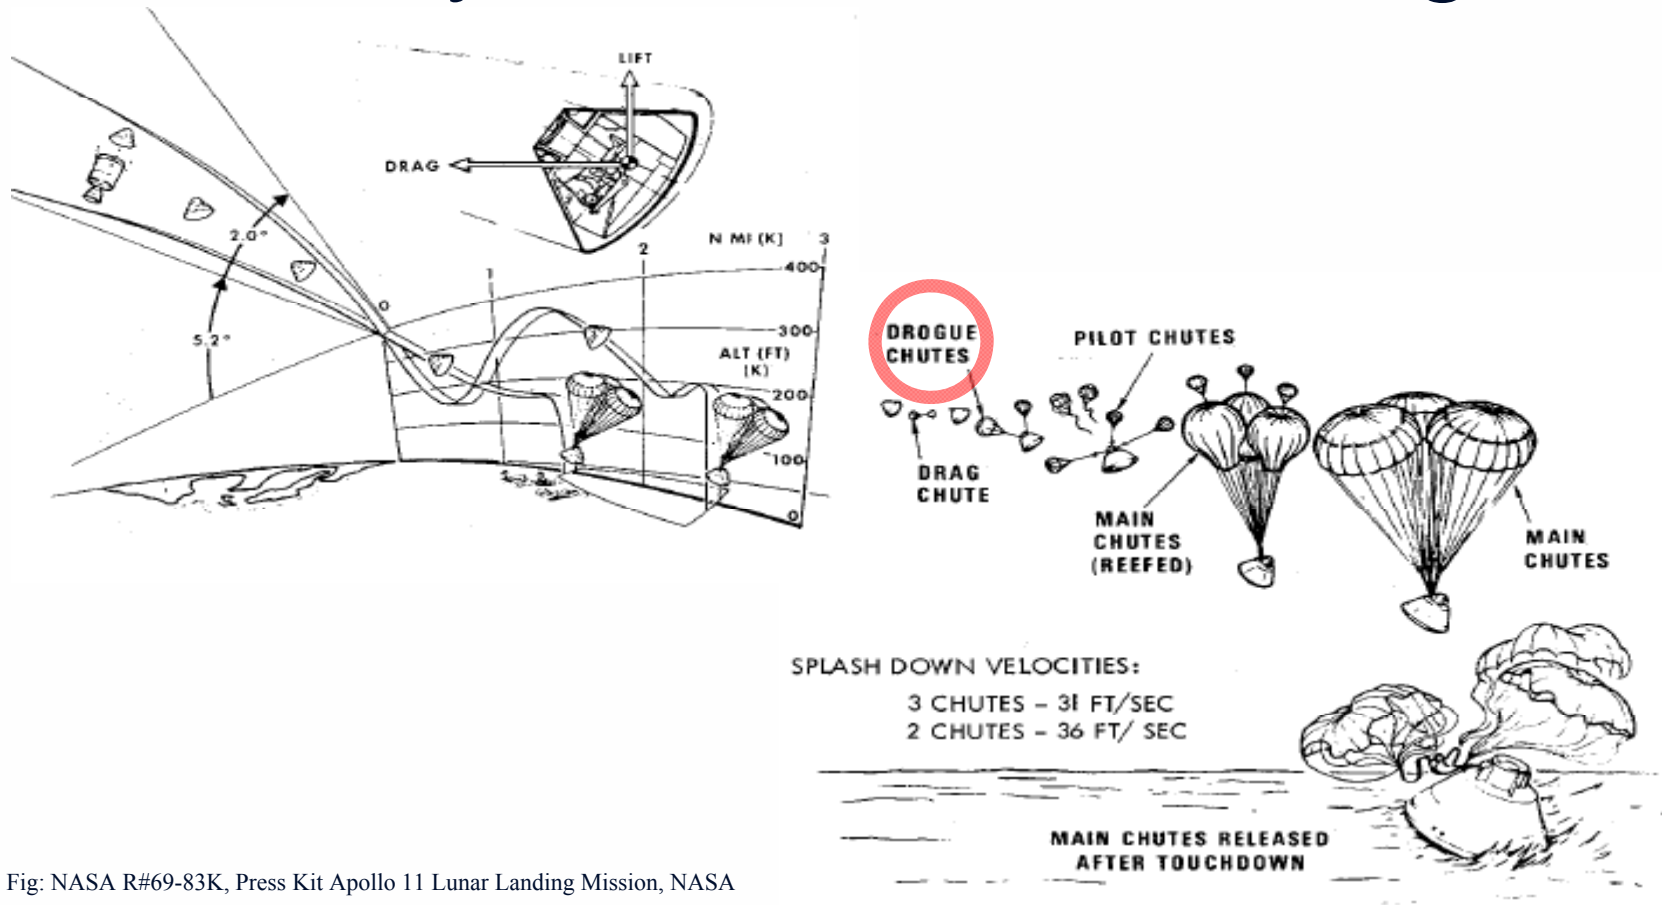 LIFT
DRAG
2.0°
5.2°
0
1
2
N MI (K)
3
400
300
ALT (FT)
(K)
200
100
0
DROGUE
CHUTES
PILOT CHUTES
DRAG
CHUTE
MAIN
CHUTES
(REEFED)
MAIN
CHUTES
SPLASH DOWN VELOCITIES:
3 CHUTES – 31 FT/SEC
2 CHUTES – 36 FT/ SEC
MAIN CHUTES RELEASED
AFTER TOUCHDOWN
Fig: NASA R#69-83K, Press Kit Apollo 11 Lunar Landing Mission, NASA